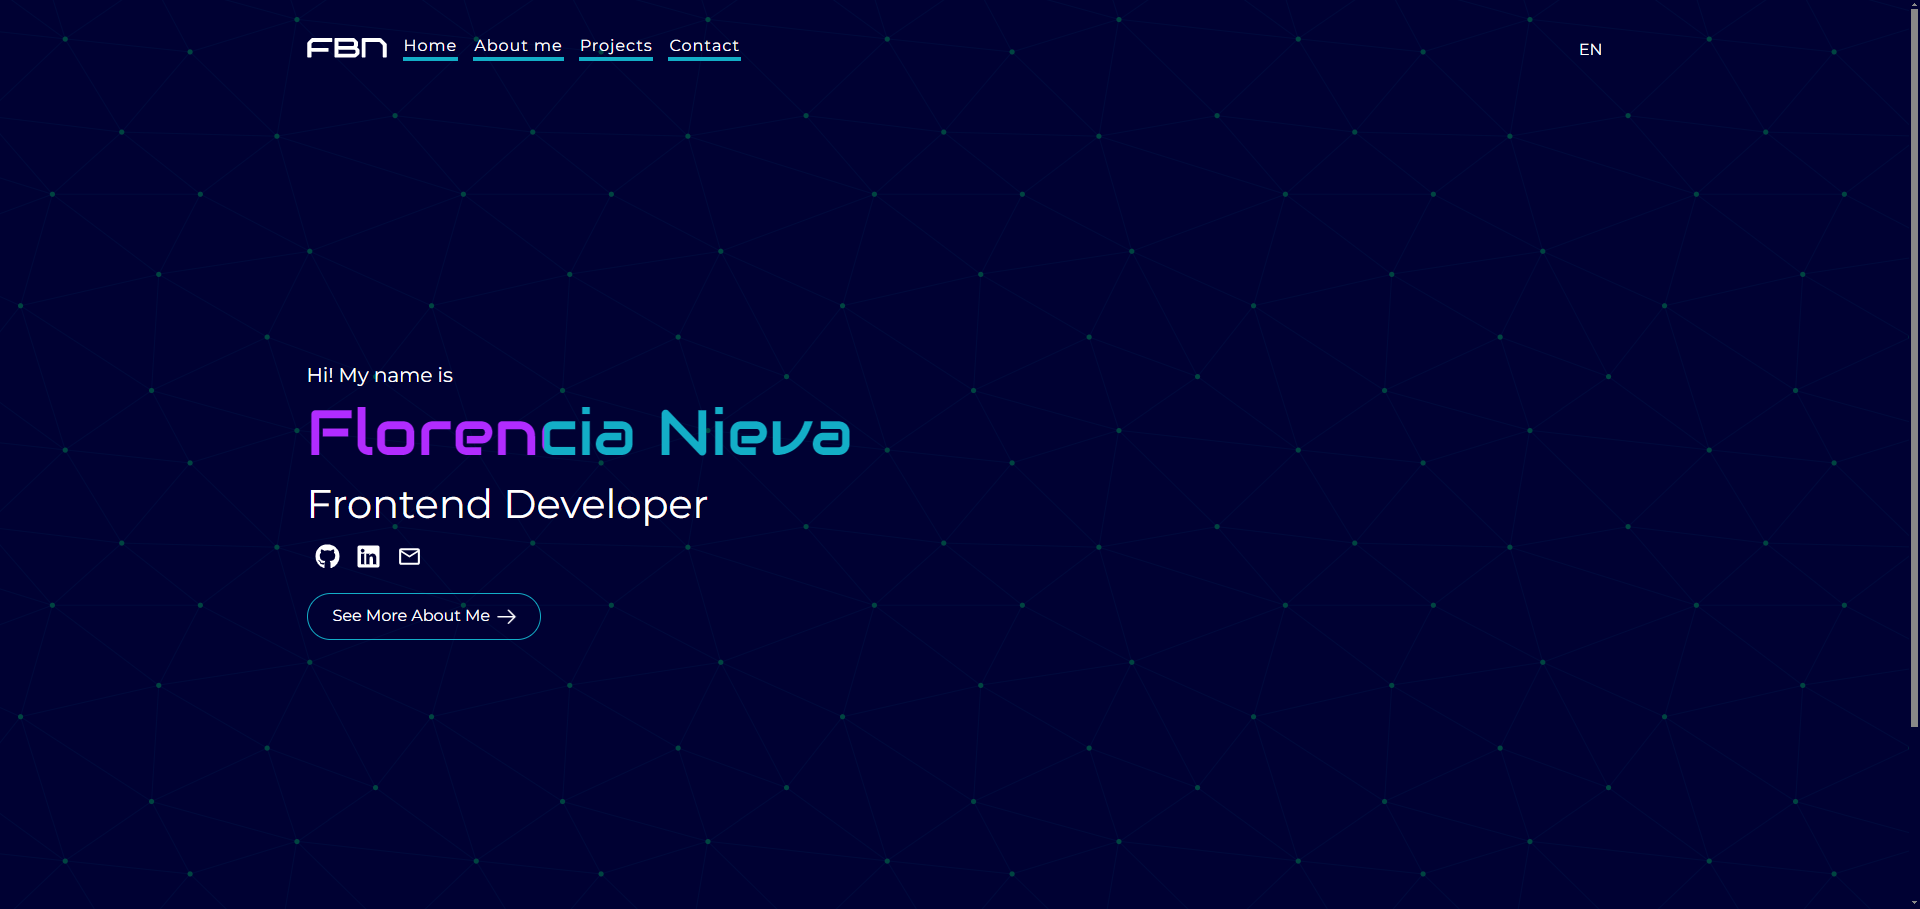 FBN Home About me Projects Contact EN
Hi! My name is
Florencia Nieva
Frontend Developer
See More About Me